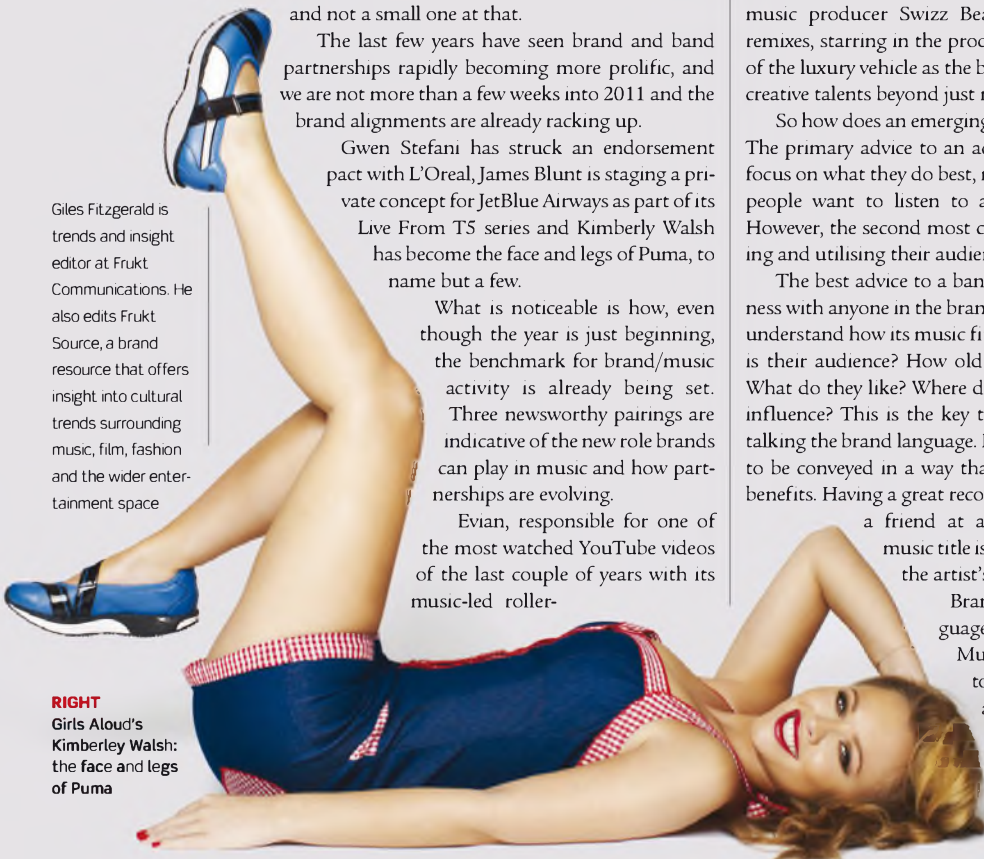 and not a small one at that.
The last few years have seen brand and band
partnerships rapidly becoming more prolific, and
we are not more than a few weeks into 2011 and the
brand alignments are already racking up.
Gwen Stefani has struck an endorsement
pact with L'Oreal, James Blunt is staging a pri-
vate concept for JetBlue Airways as part of its
Live From T5 series and Kimberly Walsh
has become the face and legs of Puma, to
name but a few.
What is noticeable is how, even
though the year is just beginning,
the benchmark for brand/music
activity is already being set.
Three newsworthy pairings are
indicative of the new role brands
can play in music and how part-
nerships are evolving.
Evian, responsible for one of
the most watched YouTube videos
of the last couple of years with its
music-led roller-
Giles Fitzgerald is
trends and insight
editor at Frukt
Communications. He
also edits Frukt
Source, a brand
resource that offers
insight into cultural
trends surrounding
music, film, fashion
and the wider enter-
tainment space
RIGHT
Girls Aloud's
Kimberley Walsh:
the face and legs
of Puma
music producer Swizz Bea
remixes, starring in the proc
of the luxury vehicle as the b
creative talents beyond just
So how does an emerging
The primary advice to an a
focus on what they do best,
people want to listen to a
However, the second most c
ing and utilising their audie
The best advice to a ban
ness with anyone in the bran
understand how its music fi
is their audience? How old
What do they like? Where d
influence? This is the key t
talking the brand language.
to be conveyed in a way tha
benefits. Having a great reco
a friend at a
music title is
the artist's
Bran
guage
Mu
to